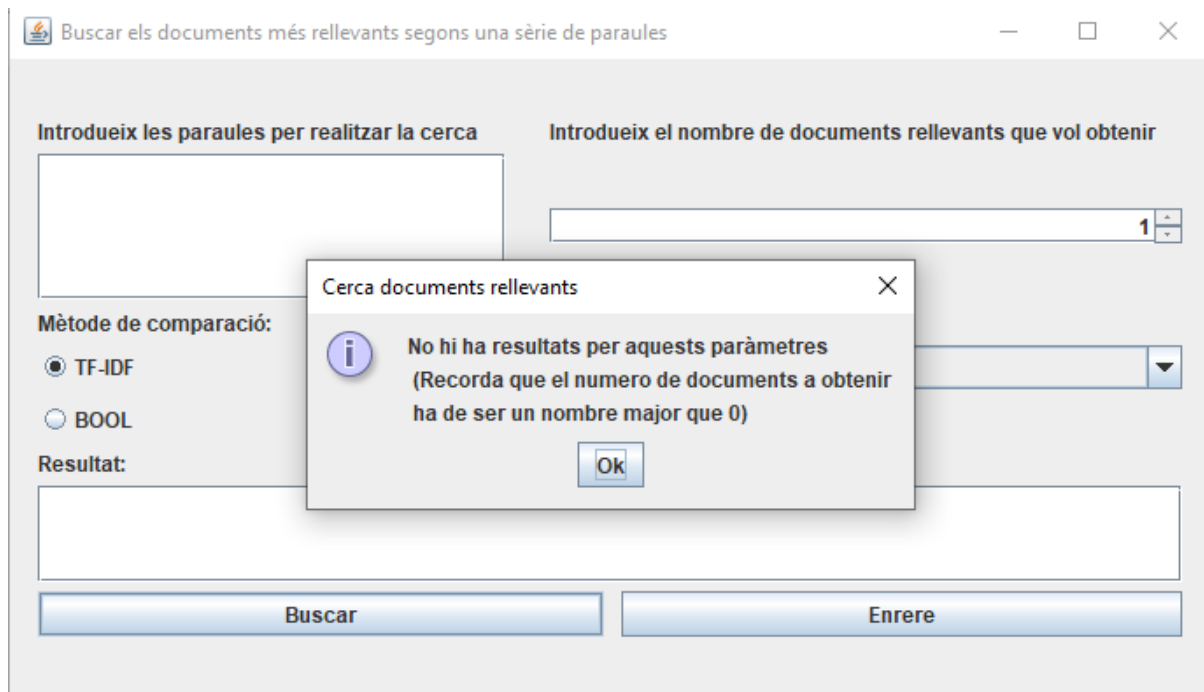 Buscar els documents més rellevants segons una sèrie de paraules
Introdueix les paraules per realitzar la cerca
Introdueix el nombre de documents rellevants que vol obtenir
1
Cerca documents rellevants
No hi ha resultats per aquests paràmetres
(Recorda que el numero de documents a obtenir
ha de ser un nombre major que 0)
Ok
Mètode de comparació:
TF-IDF
BOOL
Resultat:
Buscar
Enrere